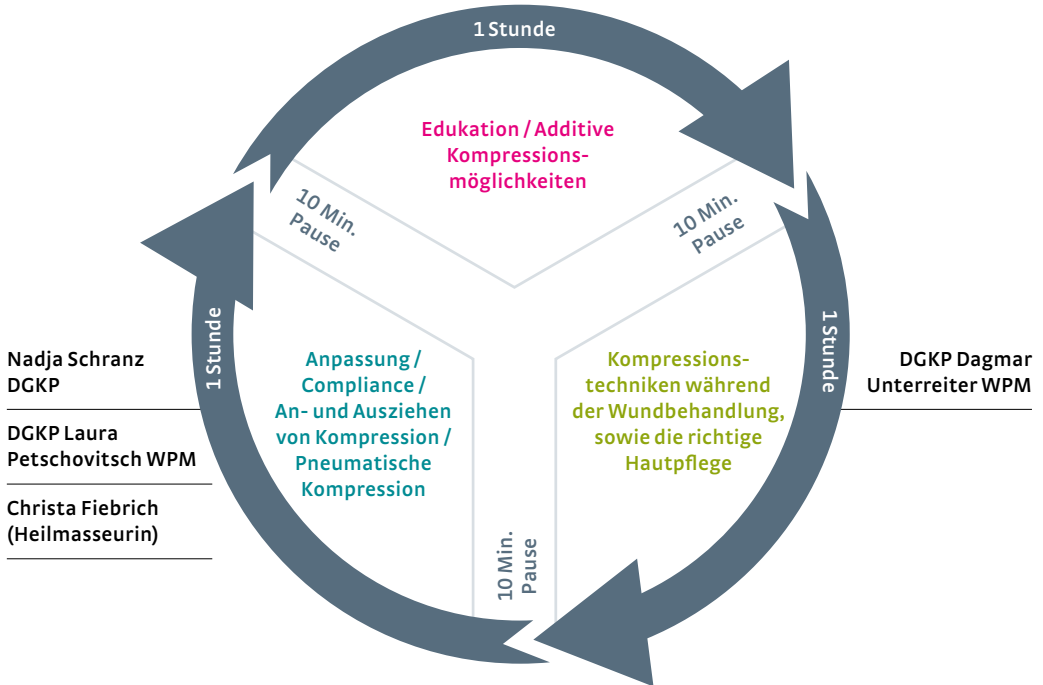 1 Stunde
Edukation / Additive
Kompressions-
möglichkeiten
10 Min.
Pause
10 Min.
Pause
1 Stunde
1 Stunde
Nadja Schranz
DGKP
DGKP Laura
Petschovitsch WPM
Christa Fiebrich
(Heilmasseurin)
Anpassung /
Compliance /
An- und Ausziehen
von Kompression /
Pneumatische
Kompression
Kompressions-
techniken während
der Wundbehandlung,
sowie die richtige
Hautpflege
DGKP Dagmar
Unterreiter WPM
10 Min.
Pause